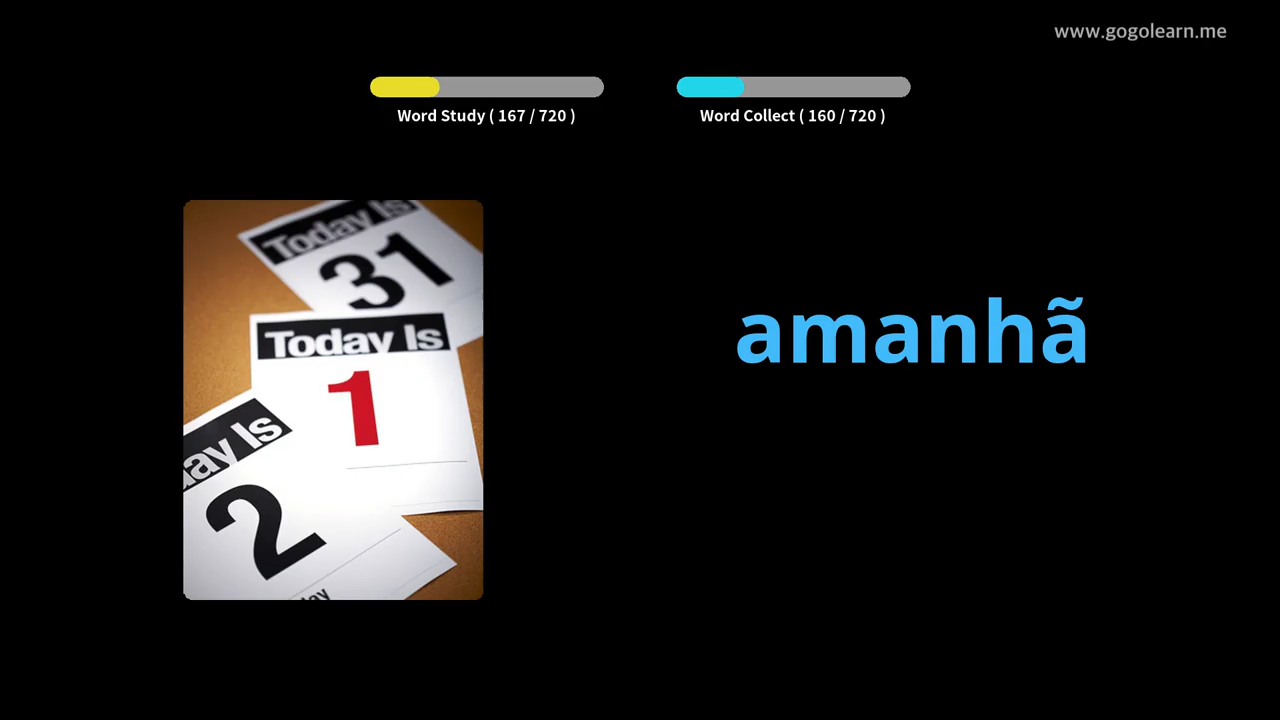 www.gogolearn.me
Word Study ( 167 / 720 )
Word Collect ( 160 / 720 )
Today Is
31
Today Is
1
ay Is
2
amanhã